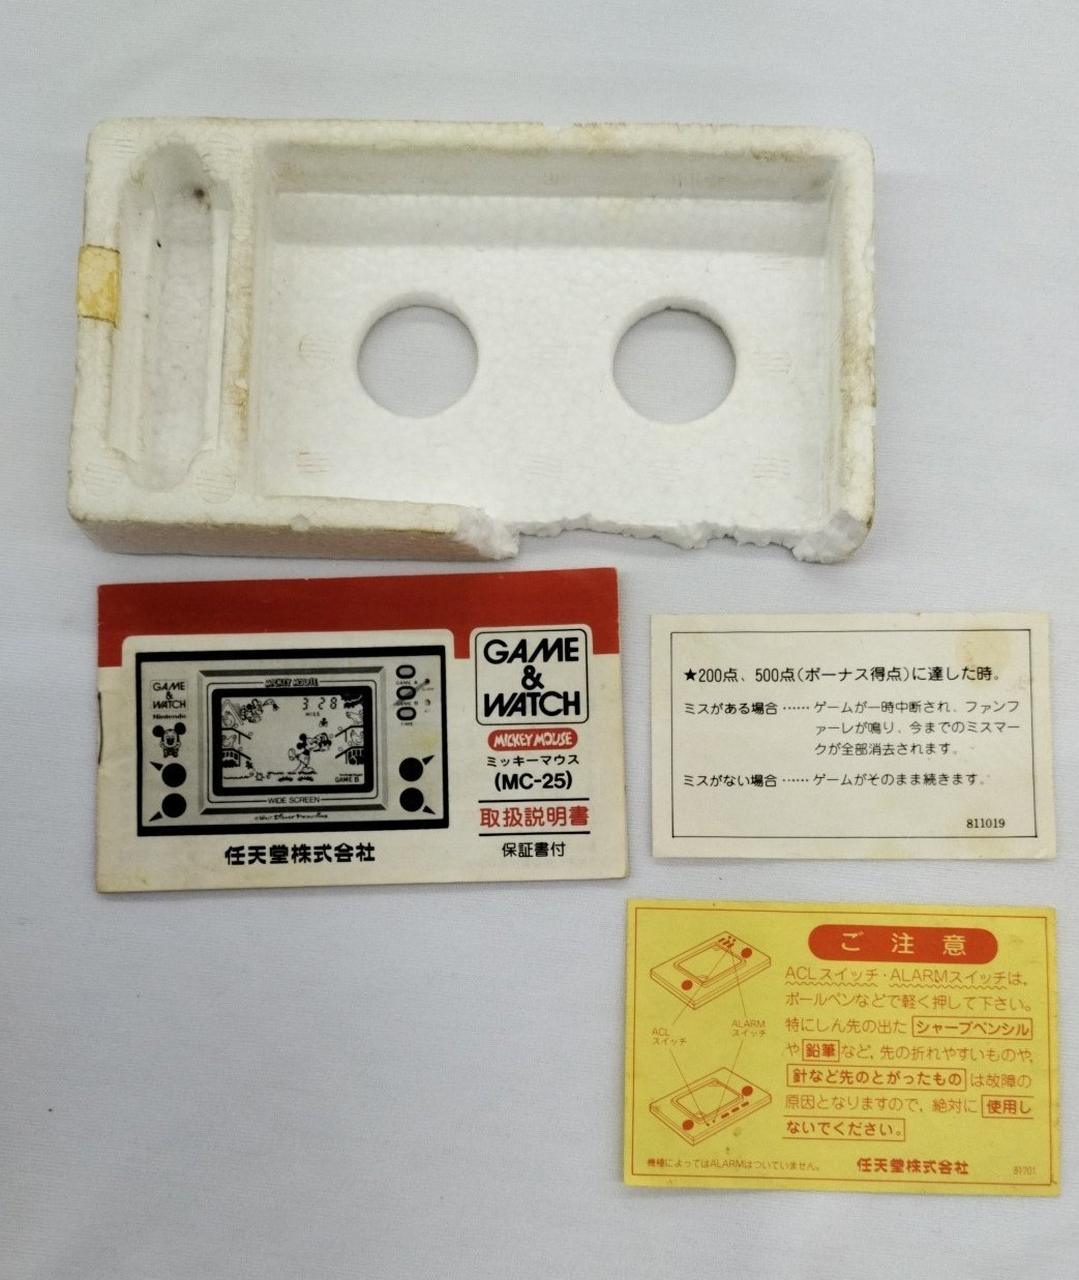 GAME
&
WATCH
Nintendo
MICKEY MOUSE
3 28
MISS
GAME A
GAME B
TIME
GAME B
WIDE SCREEN
©WALT DISNEY PRODUCTIONS
任天堂株式会社
GAME
&
WATCH
MICKEY MOUSE
ミッキーマウス
(MC-25)
取扱説明書
保証書付
★200点、500点(ボーナス得点)に達した時。
ミスがある場合……ゲームが一時中断され、ファンフ
ァーレが鳴り、今までのミスマー
クが全部消去されます。
ミスがない場合……ゲームがそのまま続きます。
811019
ご注意
ACLスイッチ・ALARMスイッチは、
ボールペンなどで軽く押して下さい。
特にしん先の出たシャープペンシル
や鉛筆など、先の折れやすいものや、
針など先のとがったものは故障の
原因となりますので、絶対に使用し
ないでください。
ACL
スイッチ
ALARM
スイッチ
機種によってはALARMはついていません。
任天堂株式会社
81701